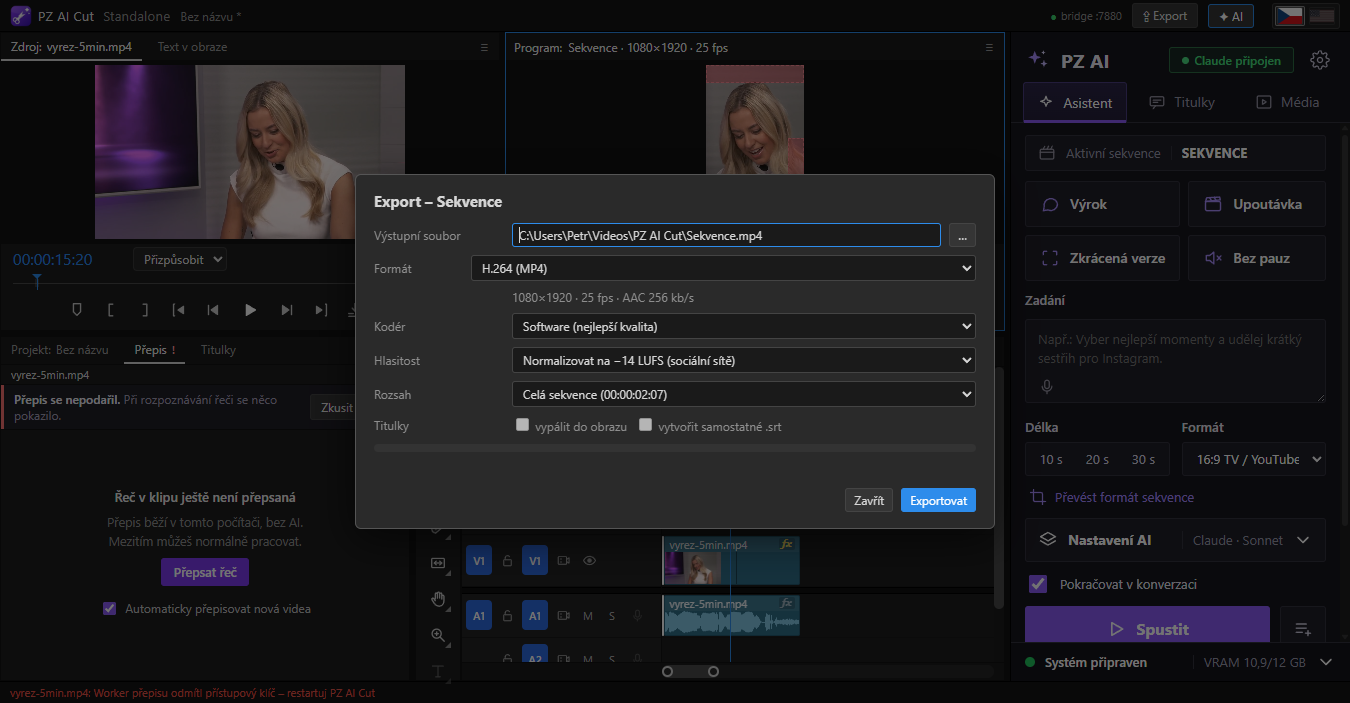 PZ AI Cut Standalone Bez názvu *
bridge :7880 Export AI
Zdroj: vyrez-5min.mp4 Text v obraze
Program: Sekvence · 1080×1920 · 25 fps
PZ AI Claude připojen
Asistent Titulky Média
Aktivní sekvence SEKVENCE
Výrok Upoutávka
Zkrácená verze Bez pauz
Zadání
Např.: Vyber nejlepší momenty a udělej krátký
sestřih pro Instagram.
Délka Formát
10 s 20 s 30 s 16:9 TV / YouTube
Převést formát sekvence
Nastavení AI Claude · Sonnet
Pokračovat v konverzaci
Spustit
Systém připraven VRAM 10,9/12 GB
00:00:15:20 Přizpůsobit
Projekt: Bez názvu Přepis ! Titulky
vyrez-5min.mp4
Přepis se nepodařil. Při rozpoznávání řeči se něco
pokazilo.
Zkusit
Řeč v klipu ještě není přepsaná
Přepis běží v tomto počítači, bez AI.
Mezitím můžeš normálně pracovat.
Přepsat řeč
Automaticky přepisovat nová videa
Export – Sekvence
Výstupní soubor C:\Users\Petr\Videos\PZ AI Cut\Sekvence.mp4 ...
Formát H.264 (MP4)
1080×1920 · 25 fps · AAC 256 kb/s
Kodér Software (nejlepší kvalita)
Hlasitost Normalizovat na −14 LUFS (sociální sítě)
Rozsah Celá sekvence (00:00:02:07)
Titulky vypálit do obrazu vytvořit samostatné .srt
Zavřít Exportovat
V1 V1 vyrez-5min.mp4 fx
A1 A1 M S vyrez-5min.mp4 fx
A2 M S
vyrez-5min.mp4: Worker přepisu odmítl přístupový klíč – restartuj PZ AI Cut